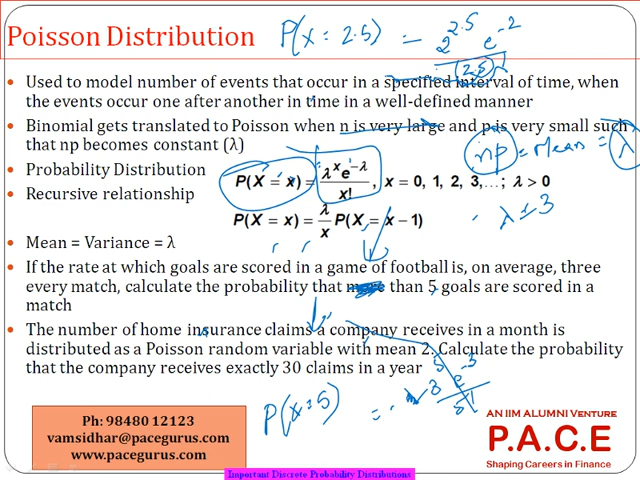 Poisson Distribution
P(X = 2.5) = 2^2.5 e^-2
(2.5)!
Used to model number of events that occur in a specified interval of time, when
the events occur one after another in time in a well-defined manner
Binomial gets translated to Poisson when n is very large and p is very small such
that np becomes constant (λ)
np = Mean = λ
Probability Distribution
Recursive relationship
P(X = x) = λ^x e^−λ / x!, x = 0, 1, 2, 3,...; λ > 0
P(X = x) = λ/x P(X = x − 1)
Mean = Variance = λ
If the rate at which goals are scored in a game of football is, on average, three
every match, calculate the probability that than 5 goals are scored in a
match
The number of home insurance claims a company receives in a month is
distributed as a Poisson random variable with mean 2. Calculate the probability
that the company receives exactly 30 claims in a year
P(X=5) = 3^5 e^-3 / 5!
Ph: 98480 12123
vamsidhar@pacegurus.com
www.pacegurus.com
AN IIM ALUMNI VENTURE
P.A.C.E
Shaping Careers in Finance
Important Discrete Probability Distributions